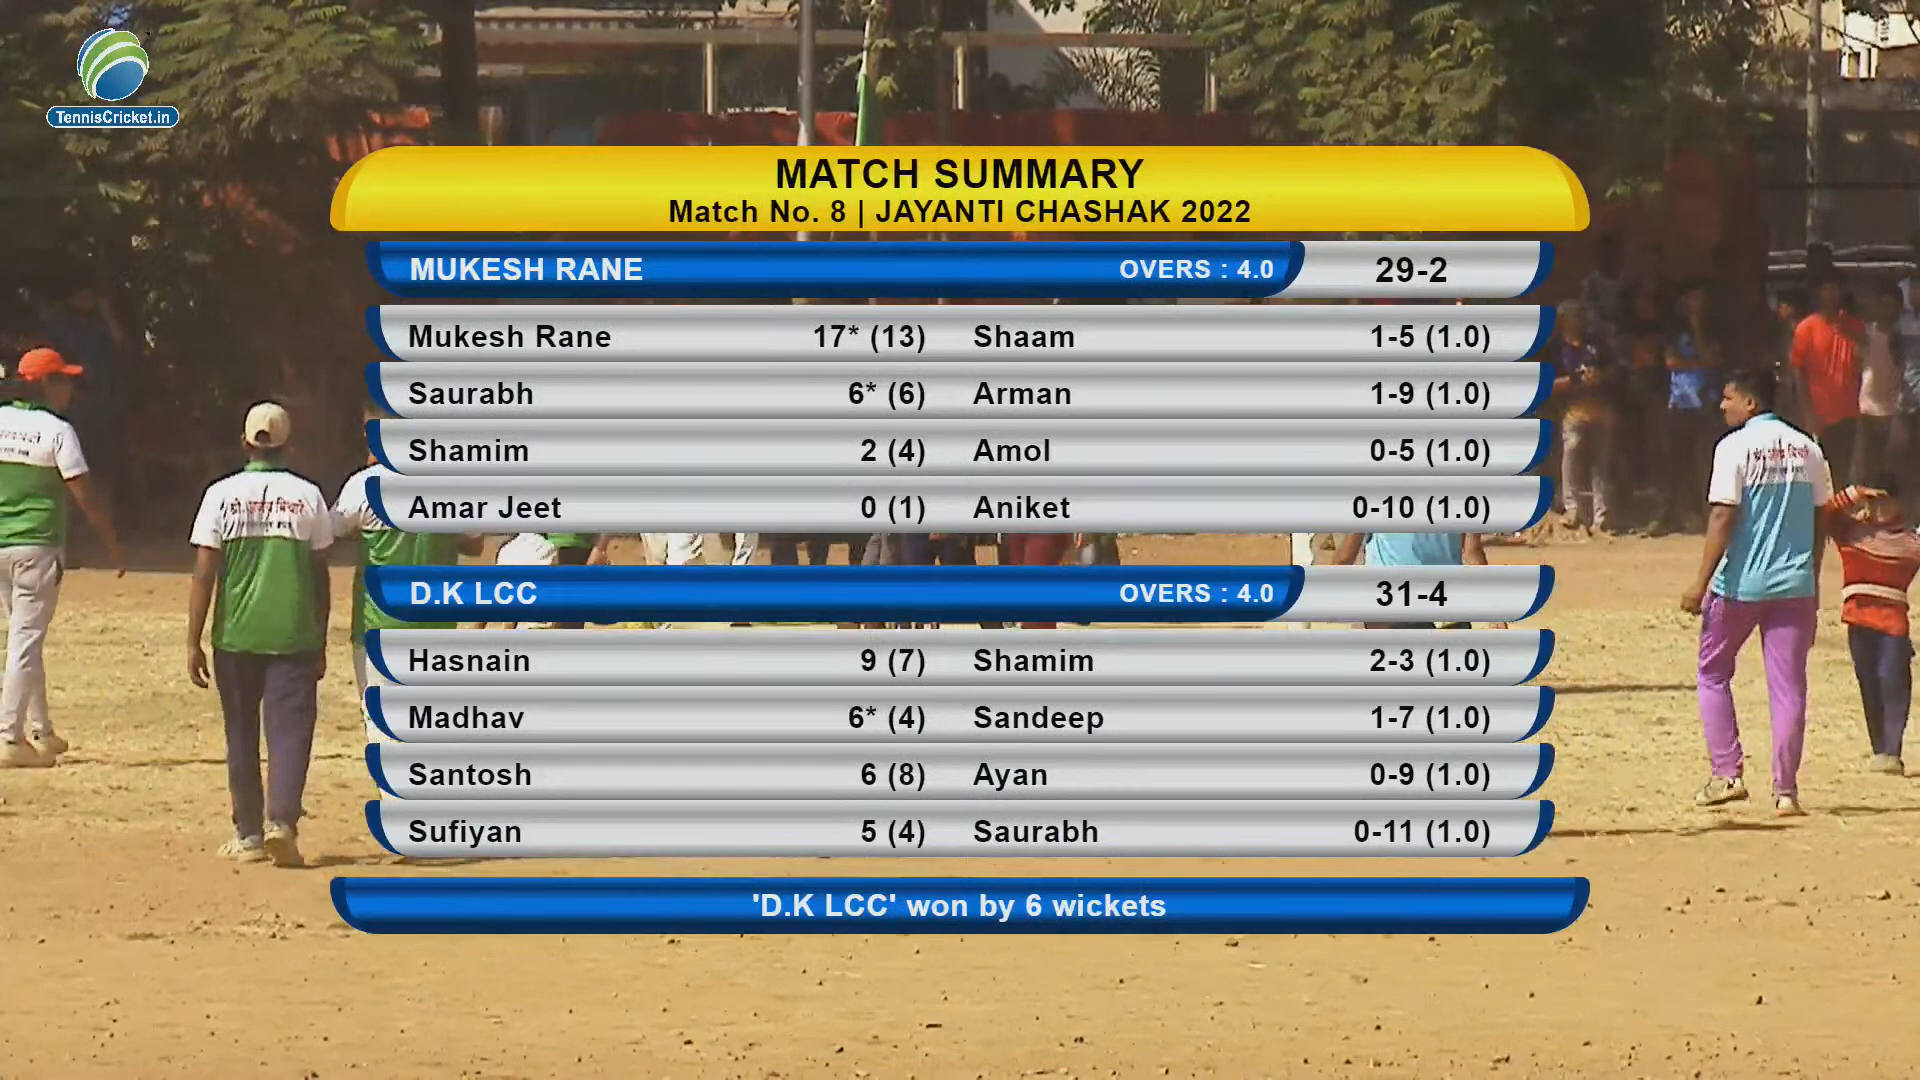 TennisCricket.in
MATCH SUMMARY
Match No. 8 | JAYANTI CHASHAK 2022
MUKESH RANE OVERS : 4.0 29-2
Mukesh Rane 17* (13) Shaam 1-5 (1.0)
Saurabh 6* (6) Arman 1-9 (1.0)
Shamim 2 (4) Amol 0-5 (1.0)
Amar Jeet 0 (1) Aniket 0-10 (1.0)
D.K LCC OVERS : 4.0 31-4
Hasnain 9 (7) Shamim 2-3 (1.0)
Madhav 6* (4) Sandeep 1-7 (1.0)
Santosh 6 (8) Ayan 0-9 (1.0)
Sufiyan 5 (4) Saurabh 0-11 (1.0)
'D.K LCC' won by 6 wickets